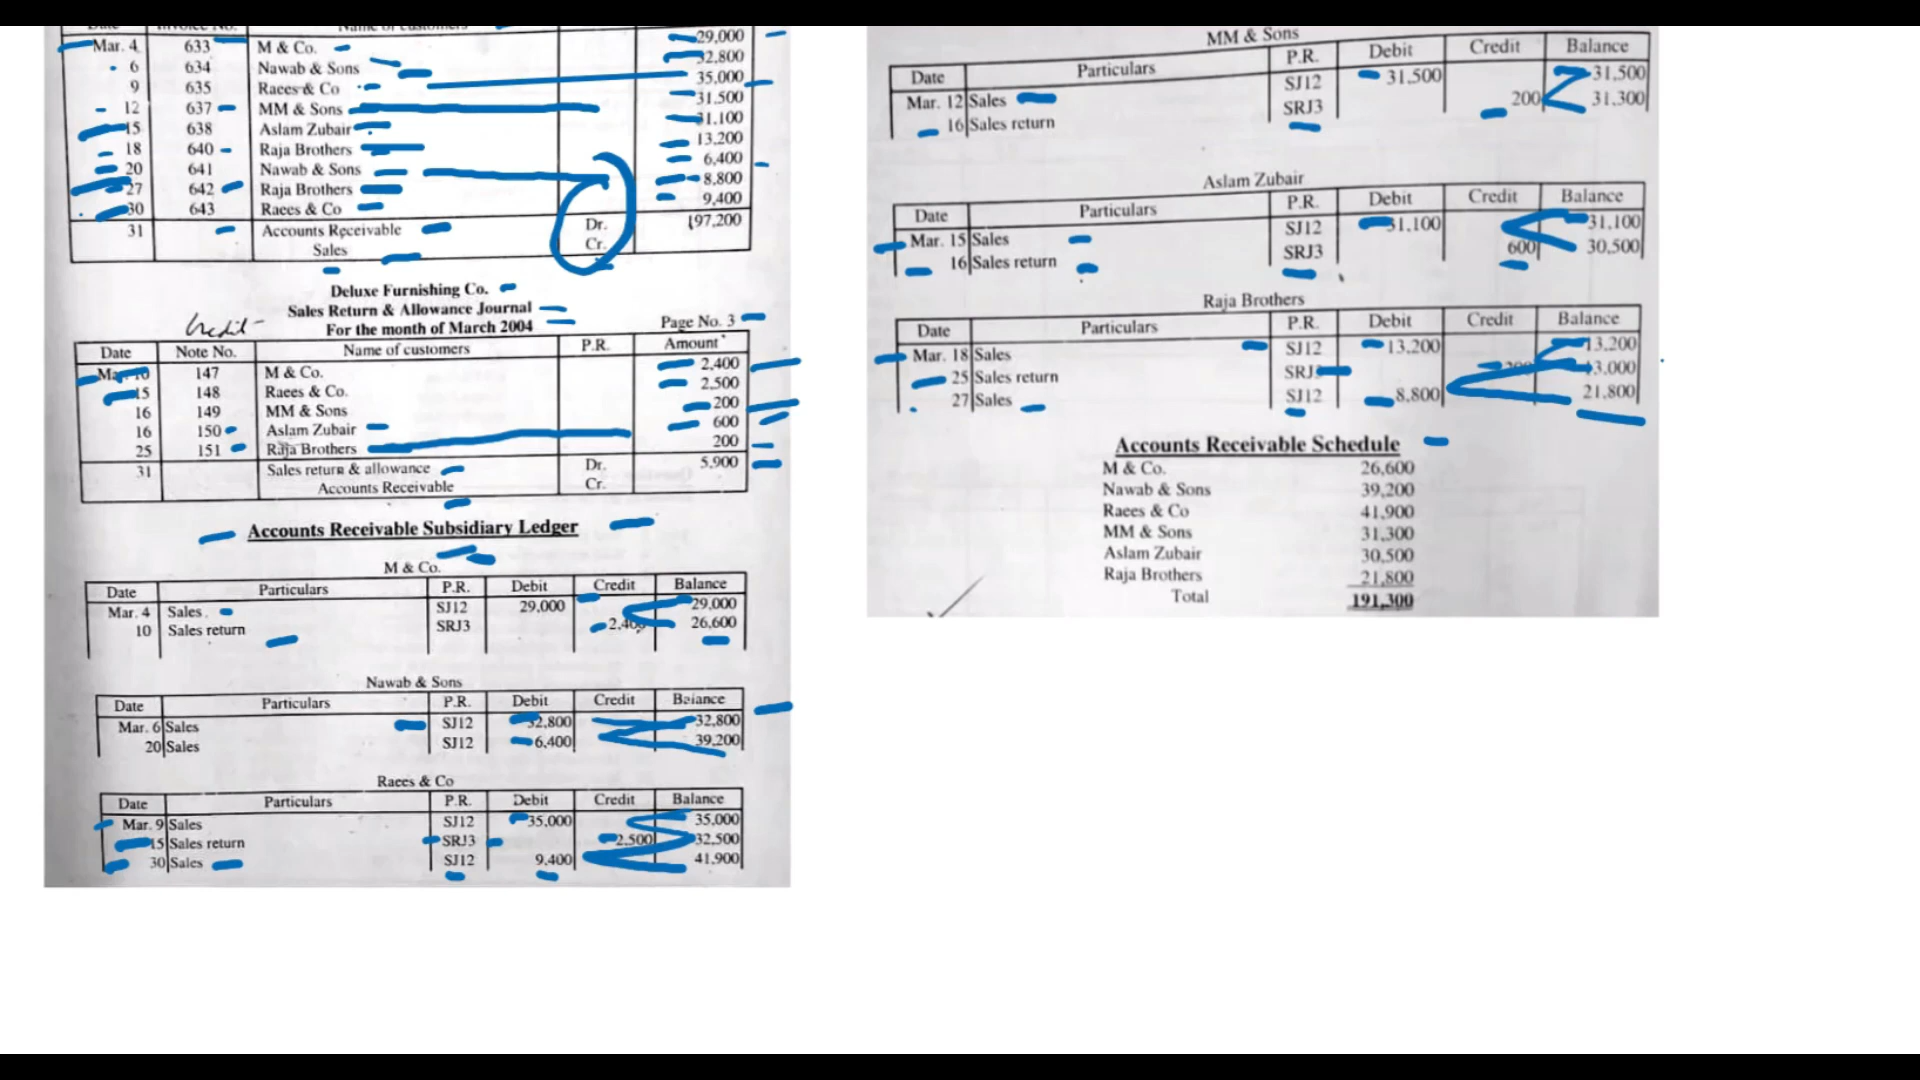 Mar. 4 633 M & Co. 29,000
6 634 Nawab & Sons 32,800
9 635 Raees & Co 35,000
12 637 MM & Sons 31,500
15 638 Aslam Zubair 31,100
18 640 Raja Brothers 13,200
20 641 Nawab & Sons 6,400
27 642 Raja Brothers 8,800
30 643 Raees & Co 9,400
31 Accounts Receivable Dr. 197,200
Sales Cr.
Deluxe Furnishing Co.
Sales Return & Allowance Journal
Credit
For the month of March 2004 Page No. 3
Date Note No. Name of customers P.R. Amount
Mar. 10 147 M & Co. 2,400
15 148 Raees & Co. 2,500
16 149 MM & Sons 200
16 150 Aslam Zubair 600
25 151 Raja Brothers 200
31 Sales return & allowance Dr. 5,900
Accounts Receivable Cr.
Accounts Receivable Subsidiary Ledger
M & Co.
Date Particulars P.R. Debit Credit Balance
Mar. 4 Sales SJ12 29,000 29,000
10 Sales return SRJ3 2,400 26,600
Nawab & Sons
Date Particulars P.R. Debit Credit Balance
Mar. 6 Sales SJ12 32,800 32,800
20 Sales SJ12 6,400 39,200
Raees & Co
Date Particulars P.R. Debit Credit Balance
Mar. 9 Sales SJ12 35,000 35,000
15 Sales return SRJ3 2,500 32,500
30 Sales SJ12 9,400 41,900
MM & Sons
Date Particulars P.R. Debit Credit Balance
Mar. 12 Sales SJ12 31,500 31,500
16 Sales return SRJ3 200 31,300
Aslam Zubair
Date Particulars P.R. Debit Credit Balance
Mar. 15 Sales SJ12 31,100 31,100
16 Sales return SRJ3 600 30,500
Raja Brothers
Date Particulars P.R. Debit Credit Balance
Mar. 18 Sales SJ12 13,200 13,200
25 Sales return 13,000
27 Sales SJ12 8,800 21,800
Accounts Receivable Schedule
M & Co. 26,600
Nawab & Sons 39,200
Raees & Co 41,900
MM & Sons 31,300
Aslam Zubair 30,500
Raja Brothers 21,800
Total 191,300